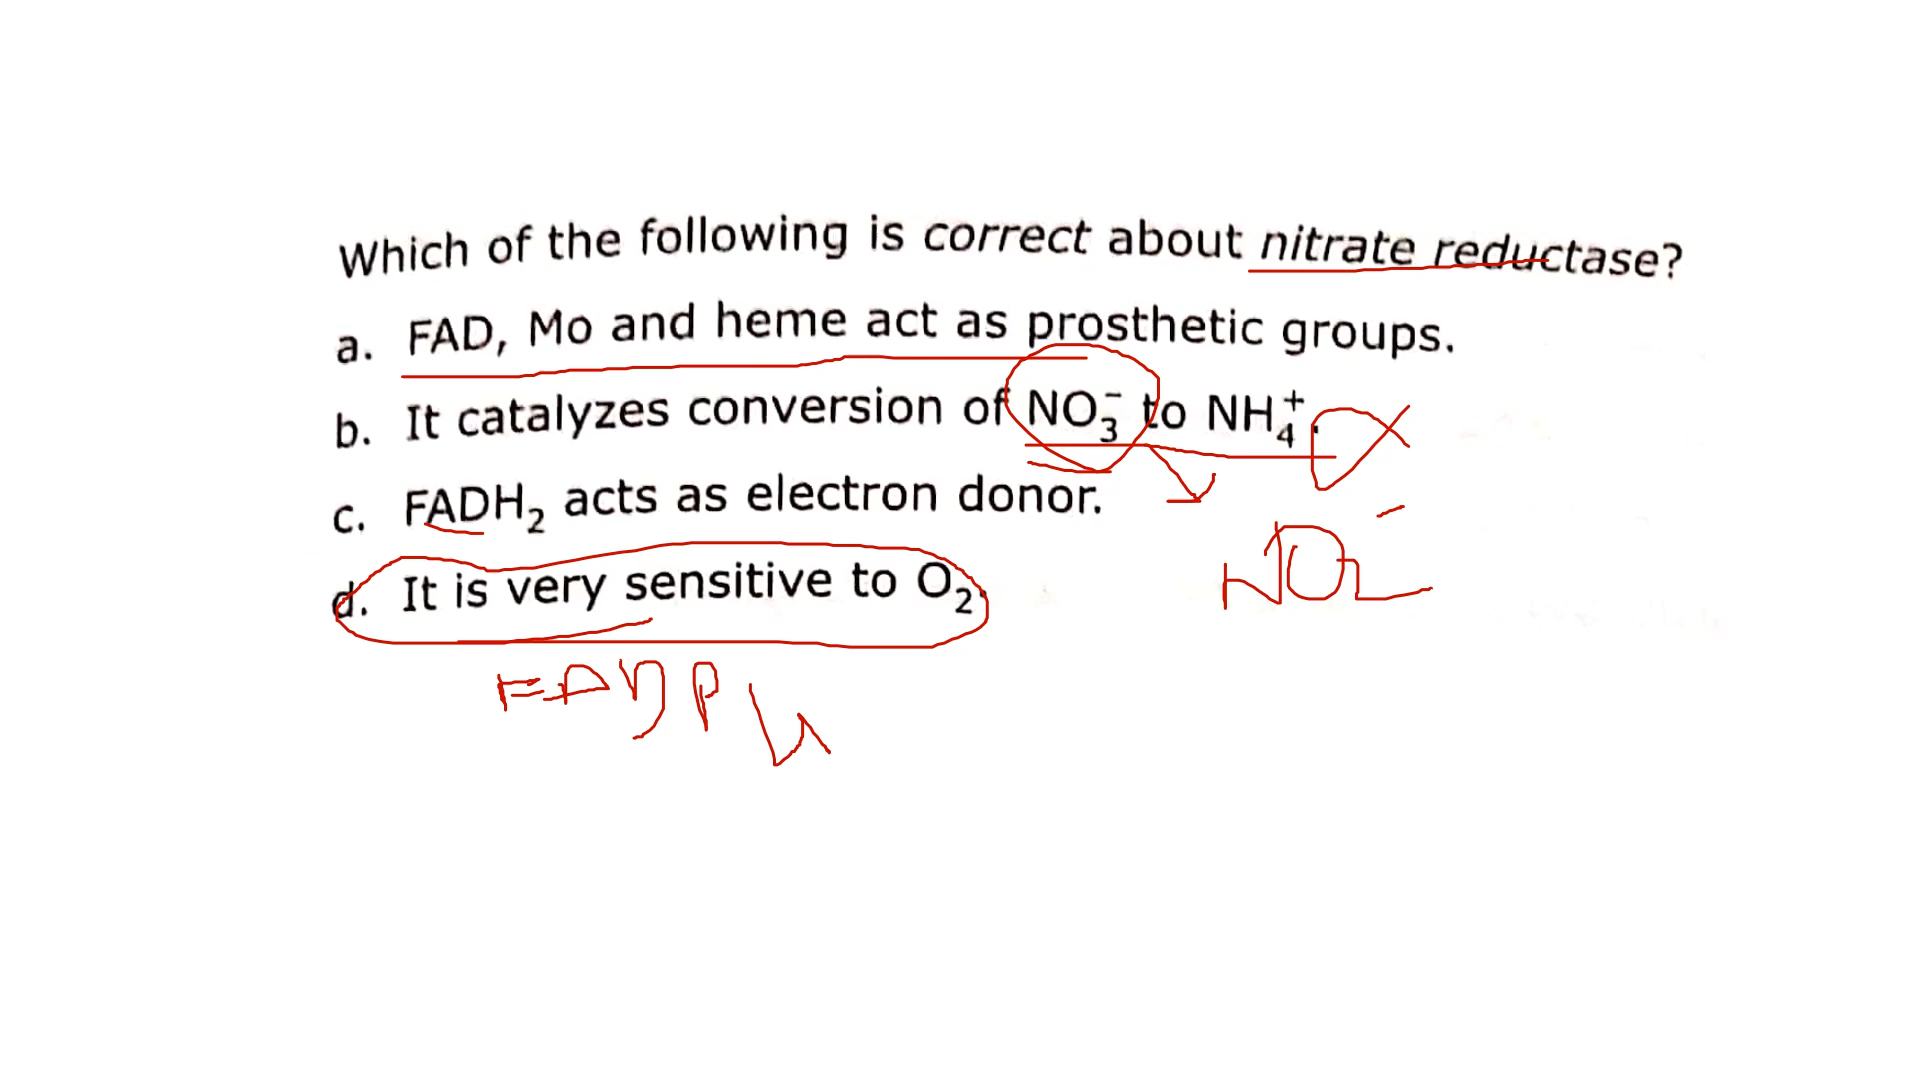 Which of the following is correct about nitrate reductase?
a. FAD, Mo and heme act as prosthetic groups.
b. It catalyzes conversion of NO₃⁻ to NH₄⁺.
c. FADH₂ acts as electron donor.
d. It is very sensitive to O₂.
NO₂⁻